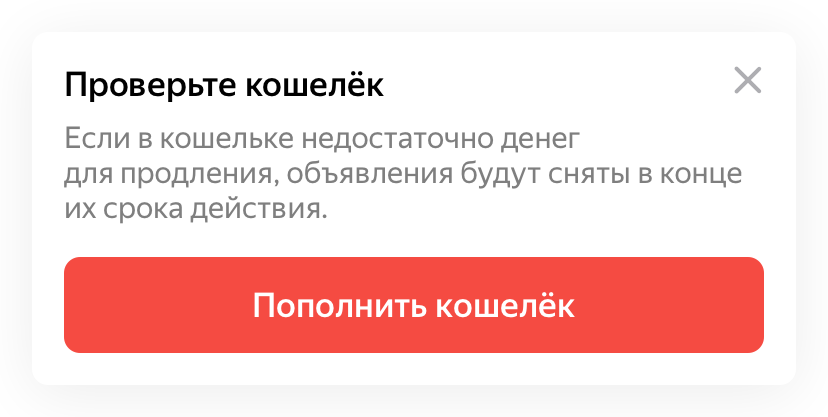 Проверьте кошелёк
Если в кошельке недостаточно денег
для продления, объявления будут сняты в конце
их срока действия.
Пополнить кошелёк